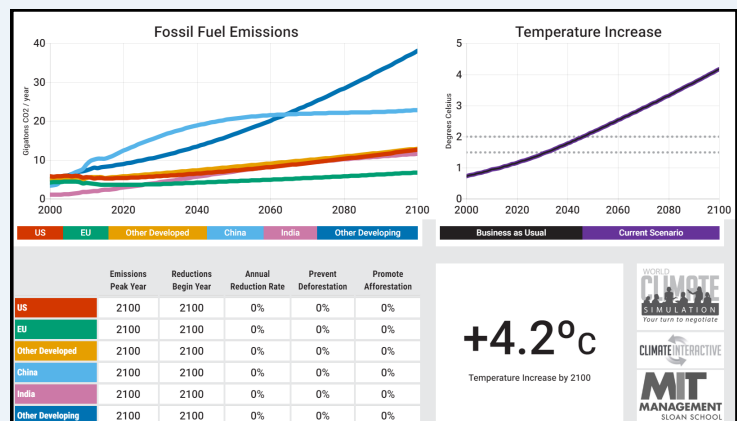 Fossil Fuel Emissions
40
30
20
10
0
Gigatons CO2 / year
2000 2020 2040 2060 2080 2100
US EU Other Developed China India Other Developing
Temperature Increase
5
4
3
2
1
0
Degrees Celsius
2000 2020 2040 2060 2080 2100
Business as Usual Current Scenario
Emissions Peak Year Reductions Begin Year Annual Reduction Rate Prevent Deforestation Promote Afforestation
US 2100 2100 0% 0% 0%
EU 2100 2100 0% 0% 0%
Other Developed 2100 2100 0% 0% 0%
China 2100 2100 0% 0% 0%
India 2100 2100 0% 0% 0%
Other Developing 2100 2100 0% 0% 0%
+4.2°C
Temperature Increase by 2100
WORLD
CLIMATE
SIMULATION
Your turn to negotiate
CLIMATE INTERACTIVE
MIT
MANAGEMENT
SLOAN SCHOOL